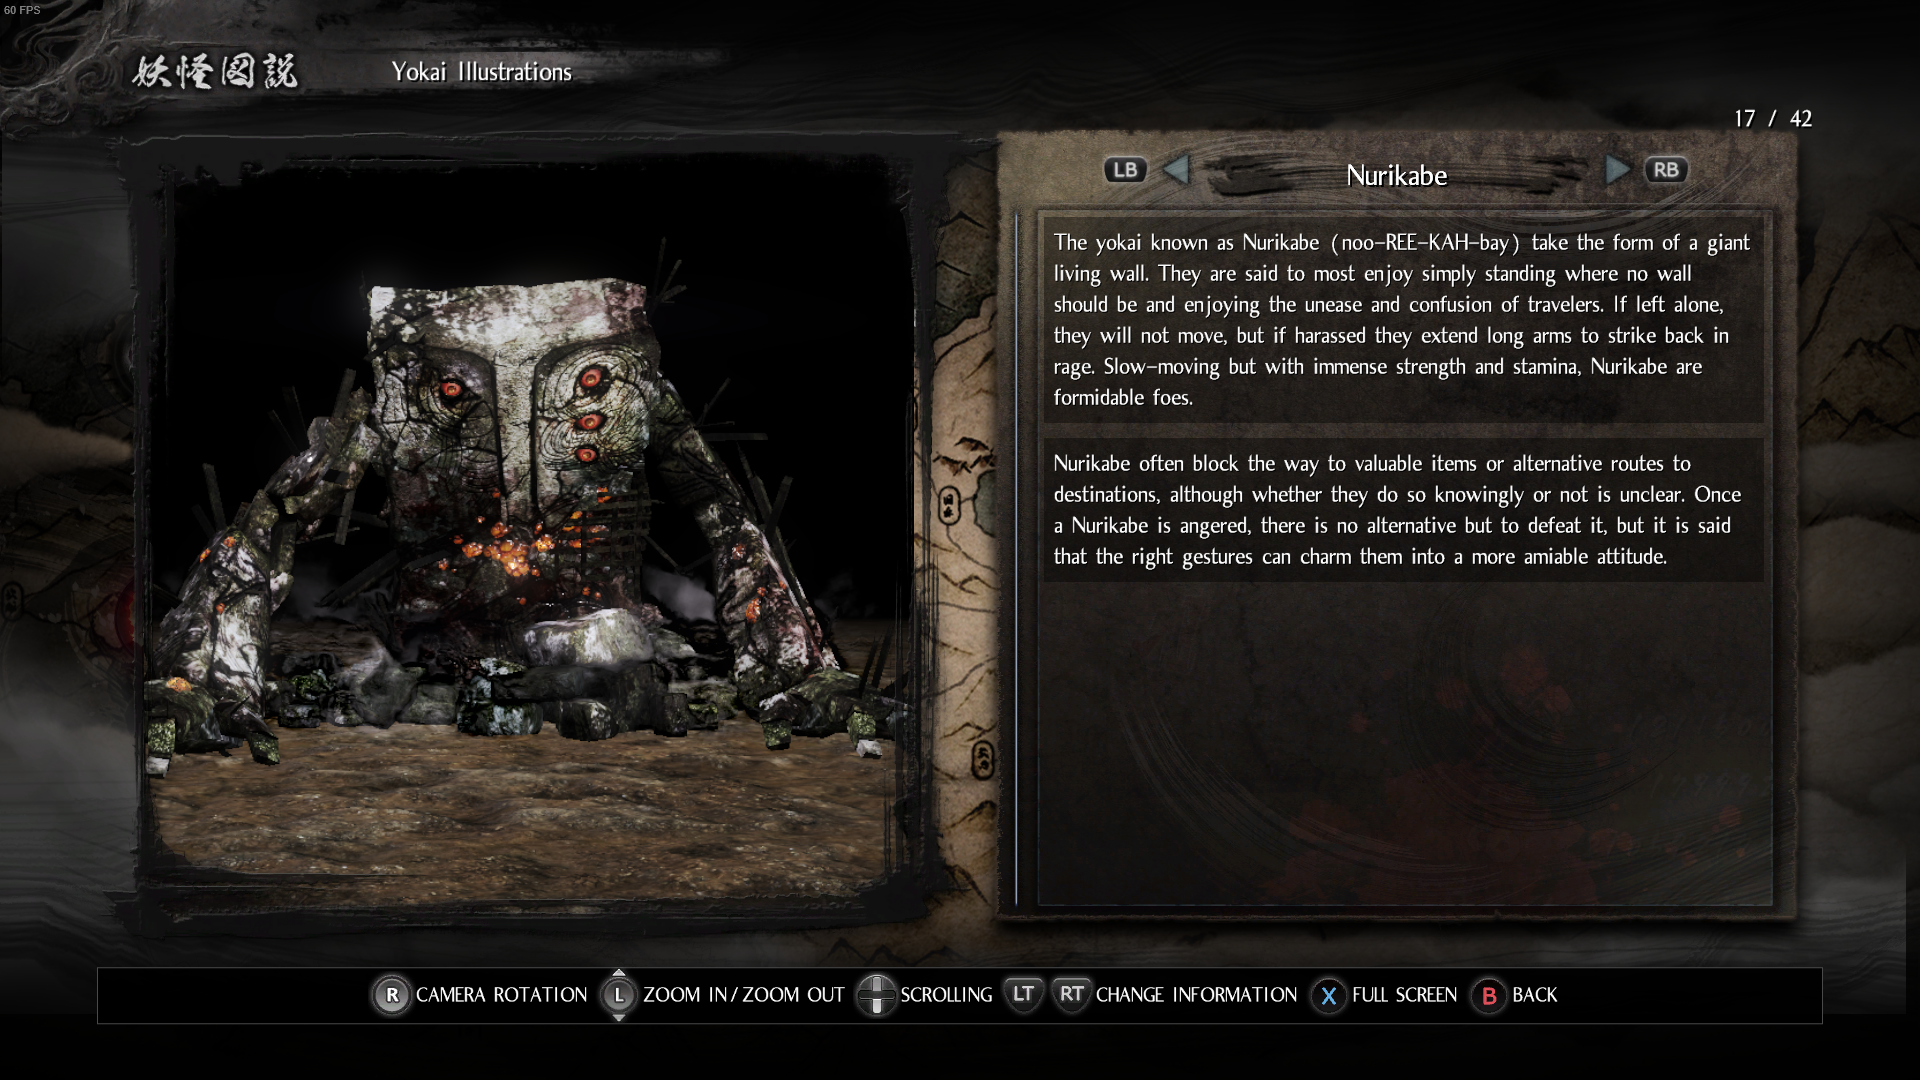 60 FPS
妖怪図説
Yokai Illustrations
17 / 42
LB
Nurikabe
RB
The yokai known as Nurikabe (noo-REE-KAH-bay) take the form of a giant
living wall. They are said to most enjoy simply standing where no wall
should be and enjoying the unease and confusion of travelers. If left alone,
they will not move, but if harassed they extend long arms to strike back in
rage. Slow-moving but with immense strength and stamina, Nurikabe are
formidable foes.
Nurikabe often block the way to valuable items or alternative routes to
destinations, although whether they do so knowingly or not is unclear. Once
a Nurikabe is angered, there is no alternative but to defeat it, but it is said
that the right gestures can charm them into a more amiable attitude.
R CAMERA ROTATION L ZOOM IN/ZOOM OUT SCROLLING LT RT CHANGE INFORMATION X FULL SCREEN B BACK